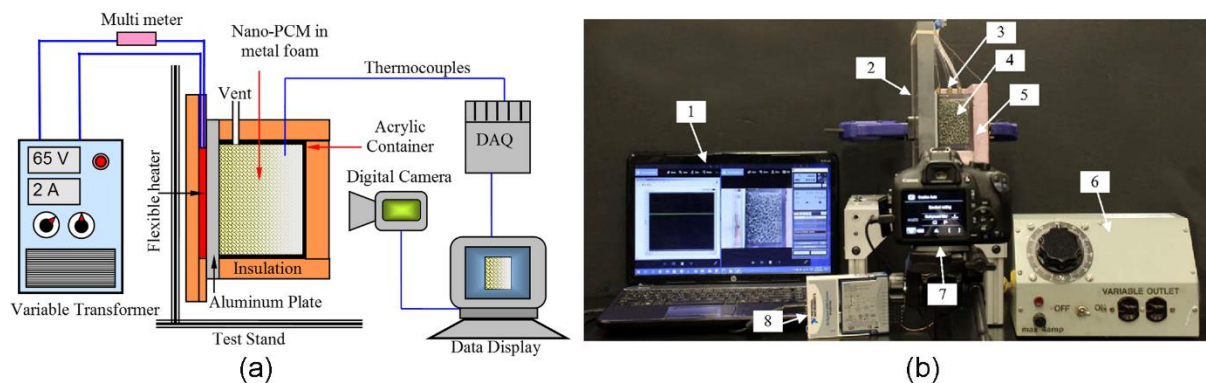 Multi meter
Nano-PCM in
metal foam
Thermocouples
Vent
Acrylic
Container
DAQ
65 V
2 A
Flexible heater
Digital Camera
Insulation
Aluminum Plate
Variable Transformer
Test Stand
Data Display
(a)
1
2
3
4
5
6
7
8
VARIABLE OUTLET
OFF
ON
max 4amp
(b)